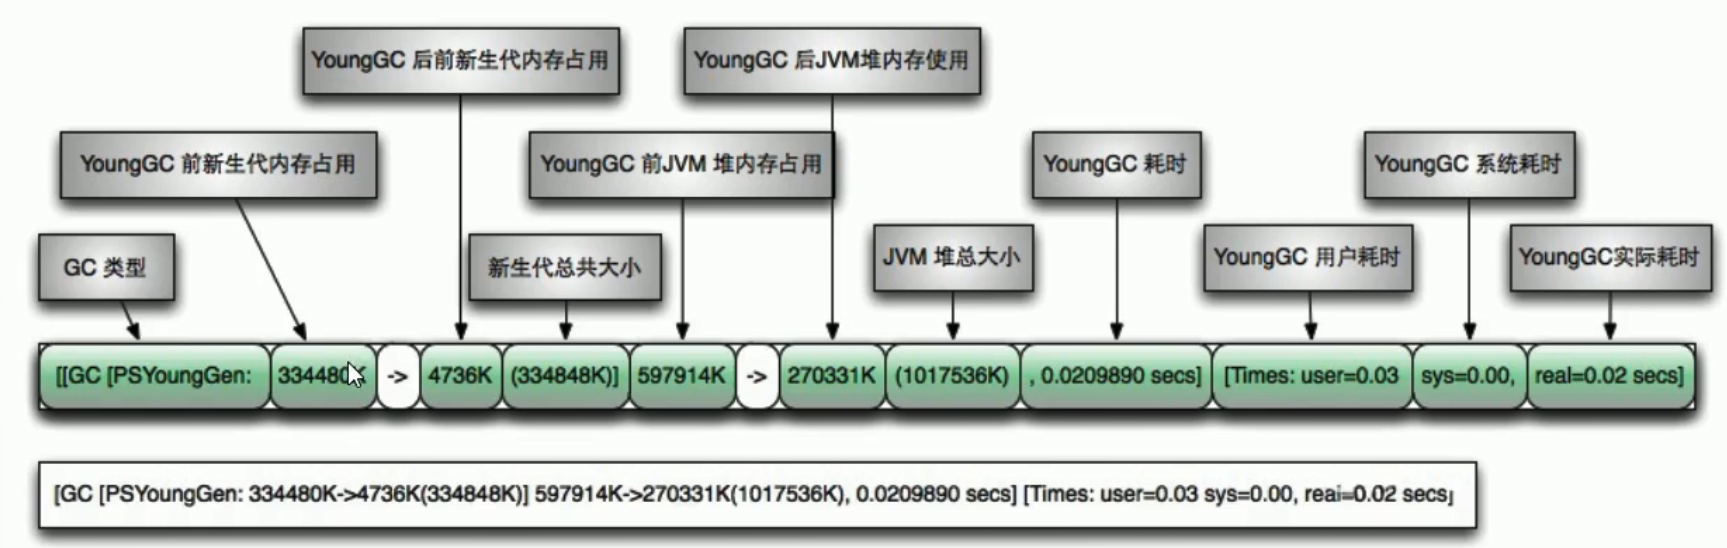 YoungGC 后前新生代内存占用
YoungGC 后JVM堆内存使用
YoungGC 前新生代内存占用
YoungGC 前JVM 堆内存占用
YoungGC 耗时
YoungGC 系统耗时
GC 类型
新生代总共大小
JVM 堆总大小
YoungGC 用户耗时
YoungGC实际耗时
[[GC [PSYoungGen: 334480K -> 4736K (334848K)] 597914K -> 270331K (1017536K) , 0.0209890 secs] [Times: user=0.03 sys=0.00, real=0.02 secs]
[GC [PSYoungGen: 334480K->4736K(334848K)] 597914K->270331K(1017536K), 0.0209890 secs] [Times: user=0.03 sys=0.00, real=0.02 secs]